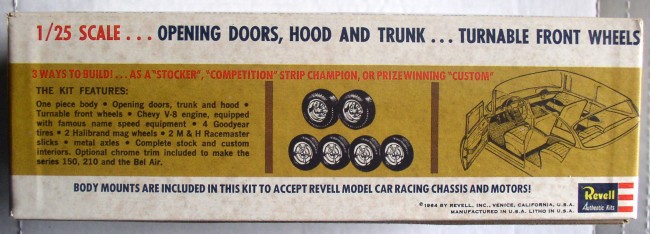 1/25 SCALE... OPENING DOORS, HOOD AND TRUNK... TURNABLE FRONT WHEELS
3 WAYS TO BUILD!... AS A "STOCKER", "COMPETITION" STRIP CHAMPION, OR PRIZEWINNING "CUSTOM"
THE KIT FEATURES:
One piece body • Opening doors, trunk and hood •
Turnable front wheels • Chevy V-8 engine, equipped
with famous name speed equipment • 4 Goodyear
tires • 2 Halibrand mag wheels • 2 M & H Racemaster
slicks • metal axles • Complete stock and custom
interiors. Optional chrome trim included to make the
series 150, 210 and the Bel Air.
BODY MOUNTS ARE INCLUDED IN THIS KIT TO ACCEPT REVELL MODEL CAR RACING CHASSIS AND MOTORS!
© 1964 BY REVELL, INC., VENICE, CALIFORNIA, U.S.A.
MANUFACTURED IN U.S.A. LITHO IN U.S.A.
Revell
Authentic Kits